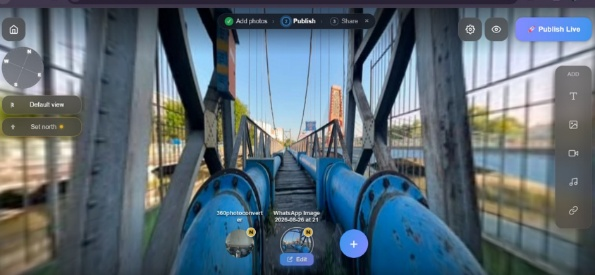 Add photos
2 Publish
3 Share
Publish Live
ADD
T
N
Default view
Set north
360photoconvert
er
WhatsApp Image
2026-06-26 at 21
N
N
Edit